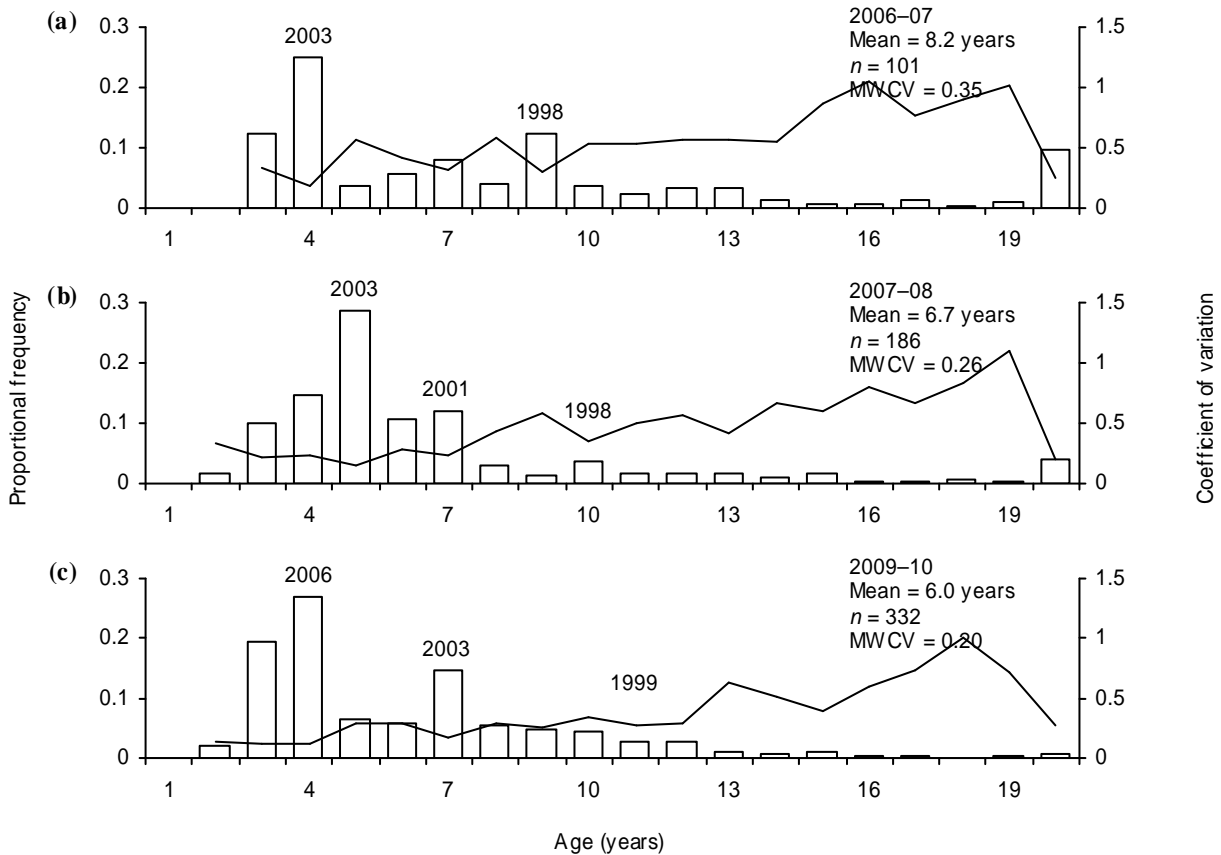 (a)
2006–07
Mean = 8.2 years
n = 101
MWCV = 0.35
2003
1998
0.3
0.2
0.1
0
1.5
1
0.5
0
1 4 7 10 13 16 19
(b)
2007–08
Mean = 6.7 years
n = 186
MWCV = 0.26
2003
2001
1998
0.3
0.2
0.1
0
1.5
1
0.5
0
1 4 7 10 13 16 19
Proportional frequency
Coefficient of variation
(c)
2009–10
Mean = 6.0 years
n = 332
MWCV = 0.20
2006
2003
1999
0.3
0.2
0.1
0
1.5
1
0.5
0
1 4 7 10 13 16 19
Age (years)